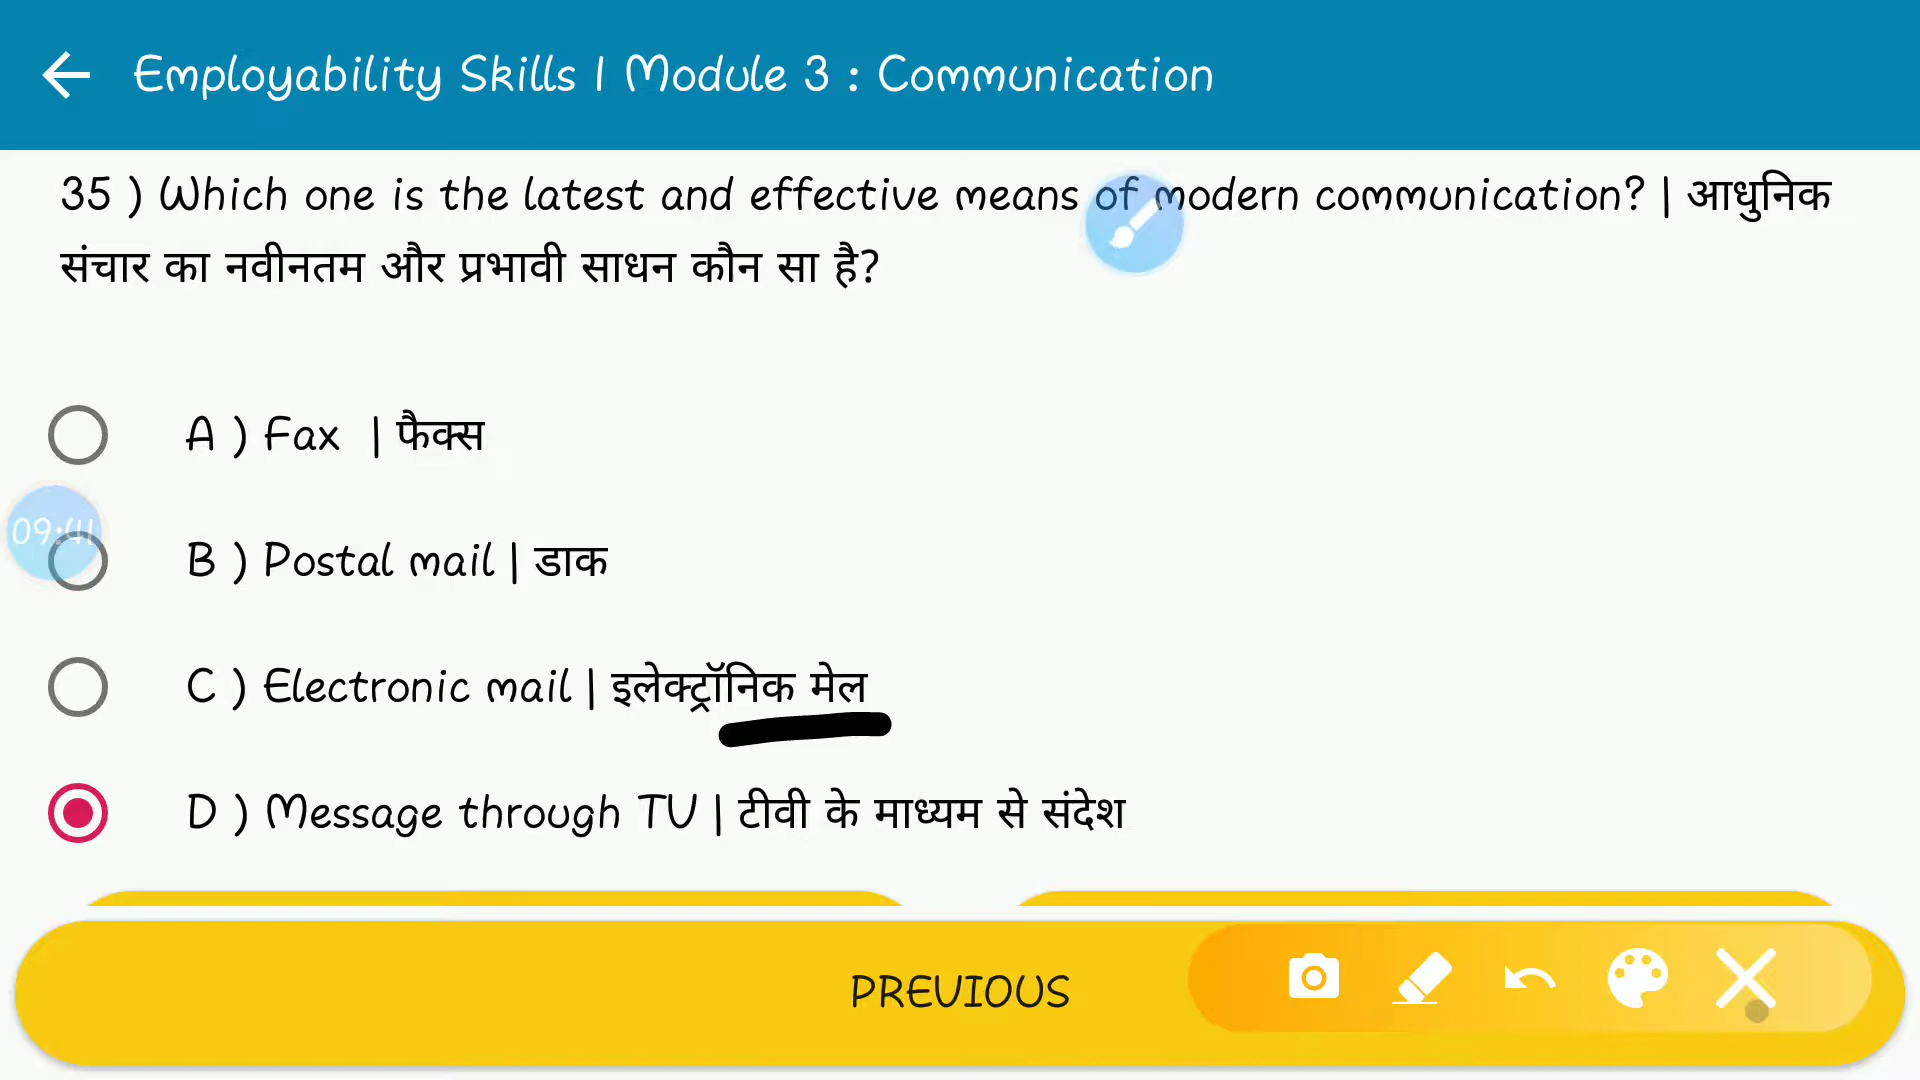 Employability Skills | Module 3 : Communication
35 ) Which one is the latest and effective means of modern communication? | आधुनिक
संचार का नवीनतम और प्रभावी साधन कौन सा है?
A ) Fax | फैक्स
09:41
B ) Postal mail | डाक
C ) Electronic mail | इलेक्ट्रॉनिक मेल
D ) Message through TV | टीवी के माध्यम से संदेश
PREVIOUS